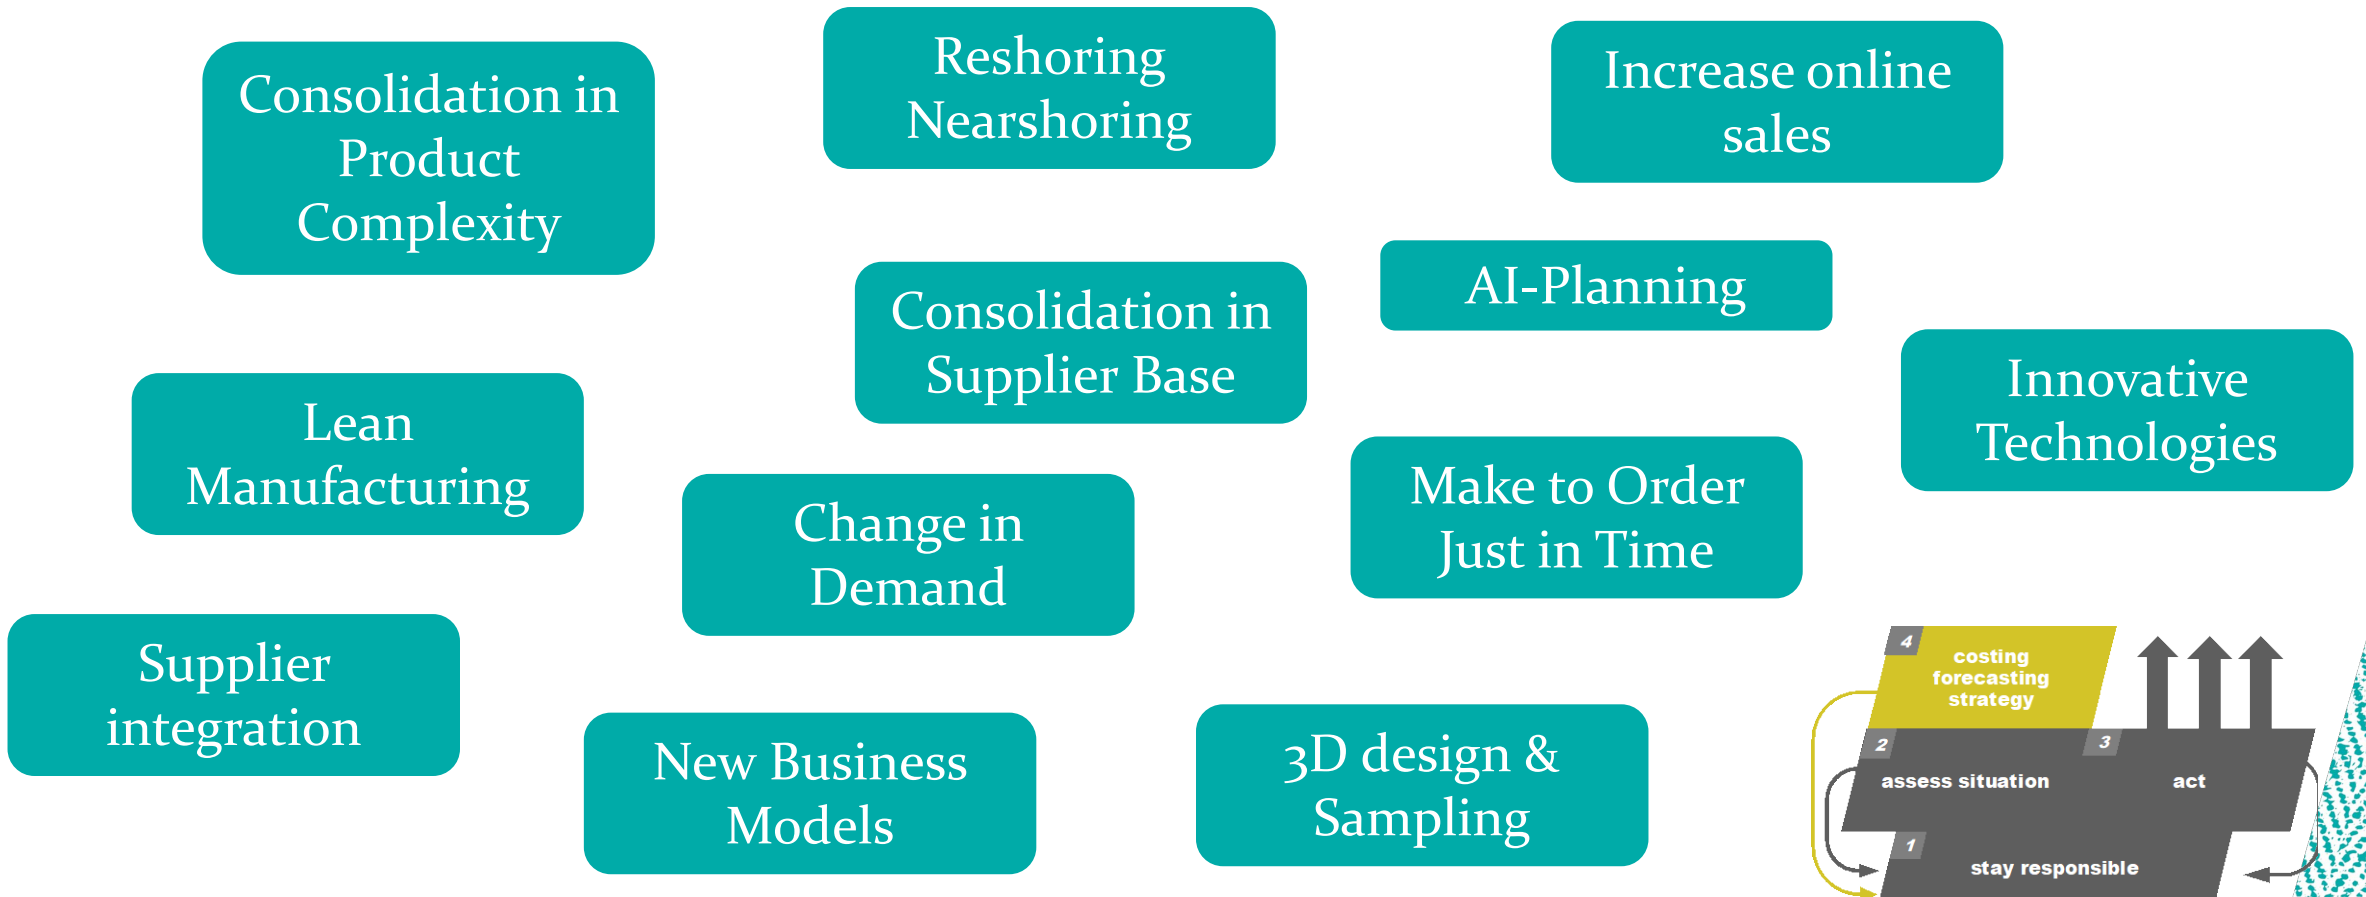 Consolidation in
Product
Complexity
Reshoring
Nearshoring
Increase online
sales
AI-Planning
Consolidation in
Supplier Base
Innovative
Technologies
Lean
Manufacturing
Make to Order
Just in Time
Change in
Demand
Supplier
integration
New Business
Models
3D design &
Sampling
4
costing
forecasting
strategy
2
3
assess situation
act
1
stay responsible